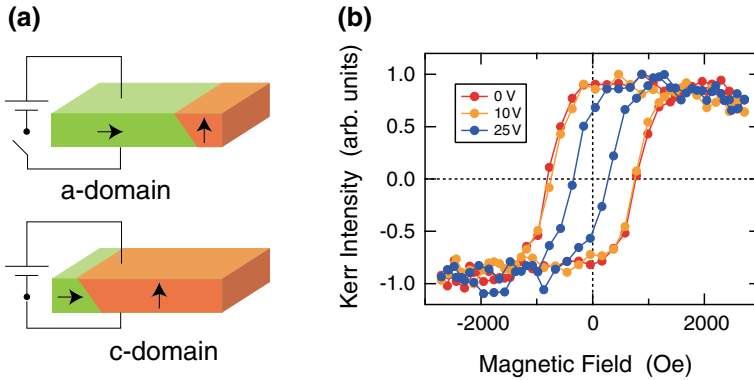 (a)
a-domain
c-domain
(b)
Kerr Intensity (arb. units)
1.0
0.5
0.0
-0.5
-1.0
0 V
10 V
25 V
-2000
0
2000
Magnetic Field (Oe)